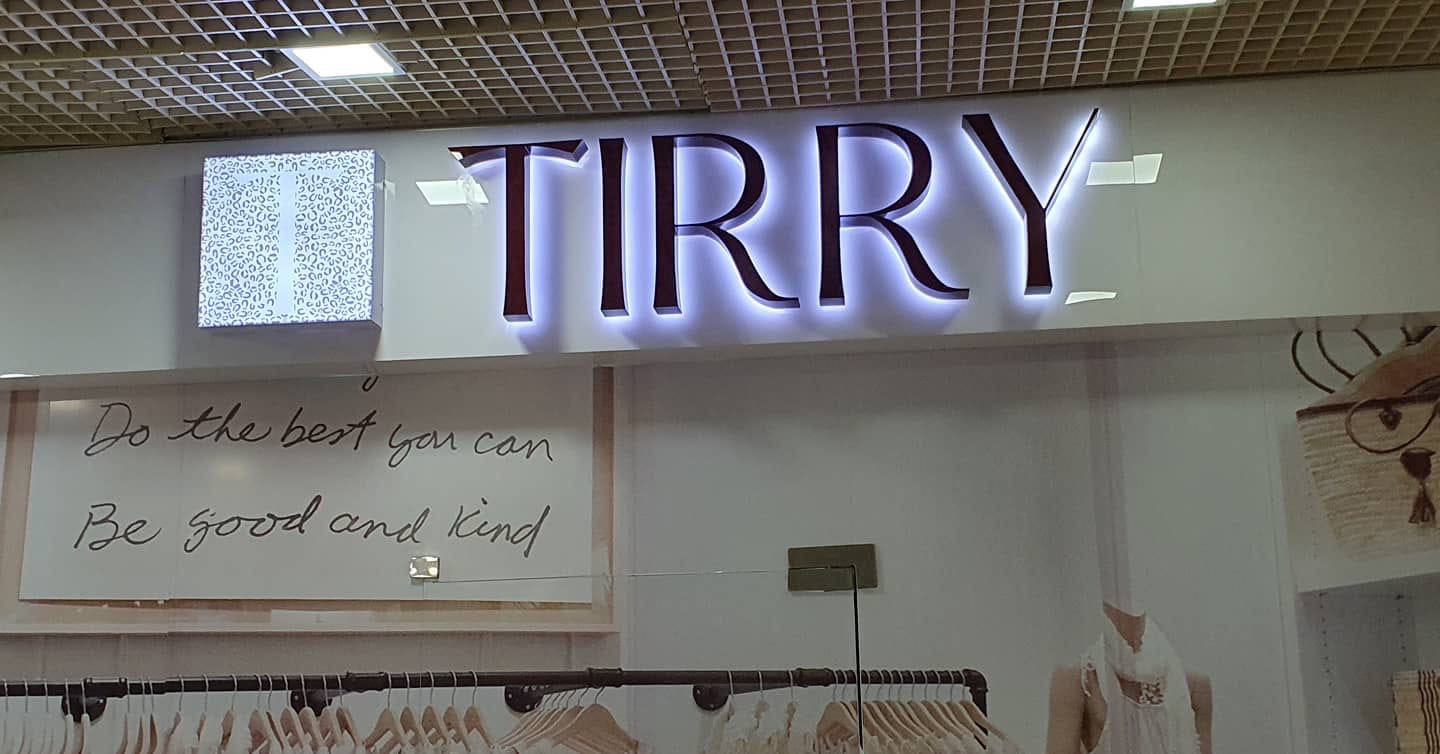 T TIRRY
Do the best you can
Be good and kind